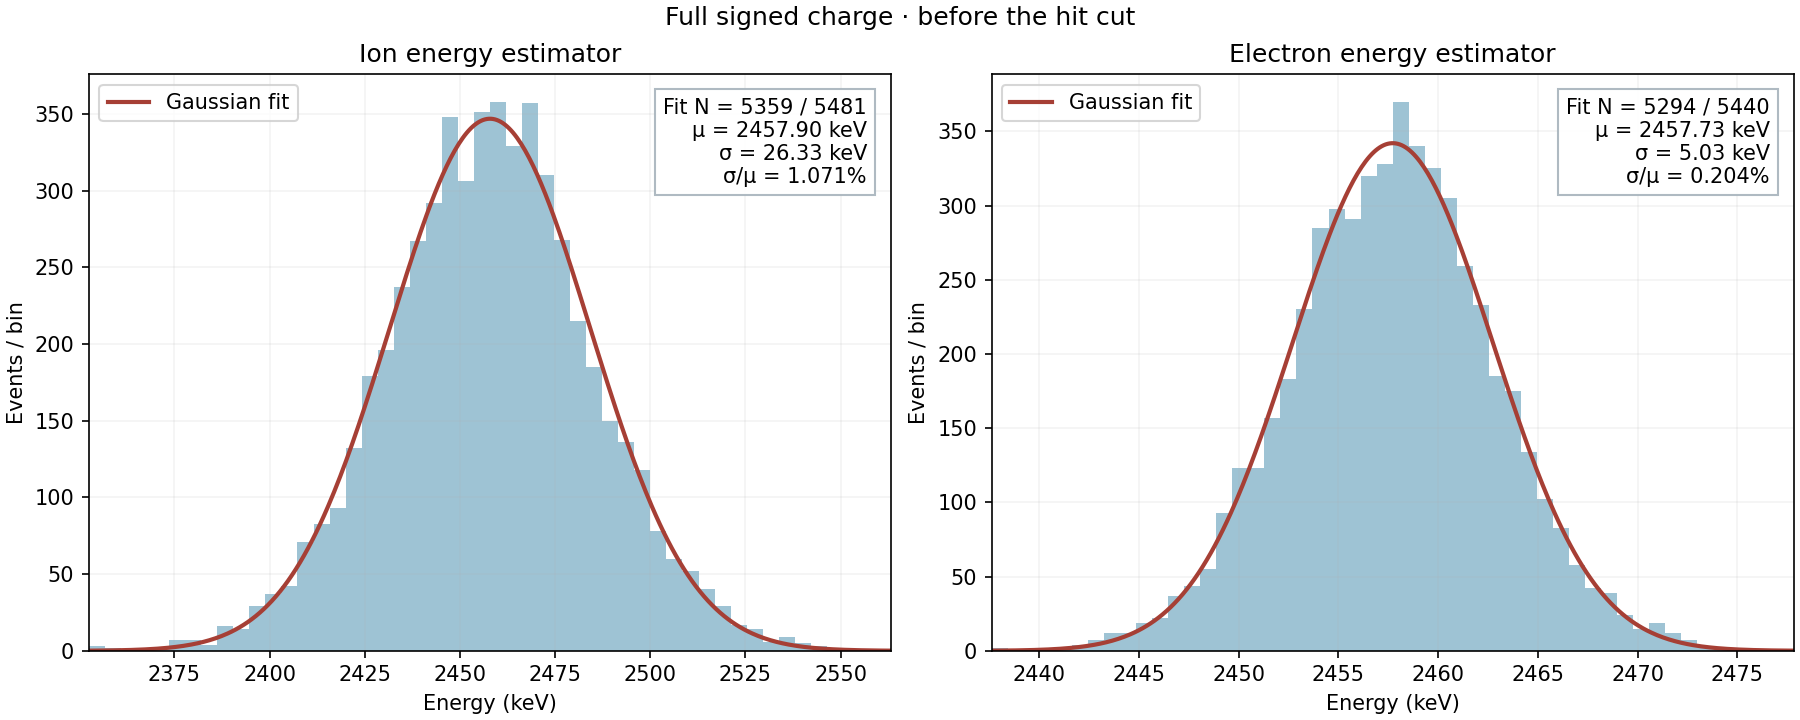 Full signed charge · before the hit cut
Ion energy estimator
Gaussian fit
Fit N = 5359 / 5481
μ = 2457.90 keV
σ = 26.33 keV
σ/μ = 1.071%
Events / bin
350
300
250
200
150
100
50
0
2375
2400
2425
2450
2475
2500
2525
2550
Energy (keV)
Electron energy estimator
Gaussian fit
Fit N = 5294 / 5440
μ = 2457.73 keV
σ = 5.03 keV
σ/μ = 0.204%
Events / bin
350
300
250
200
150
100
50
0
2440
2445
2450
2455
2460
2465
2470
2475
Energy (keV)